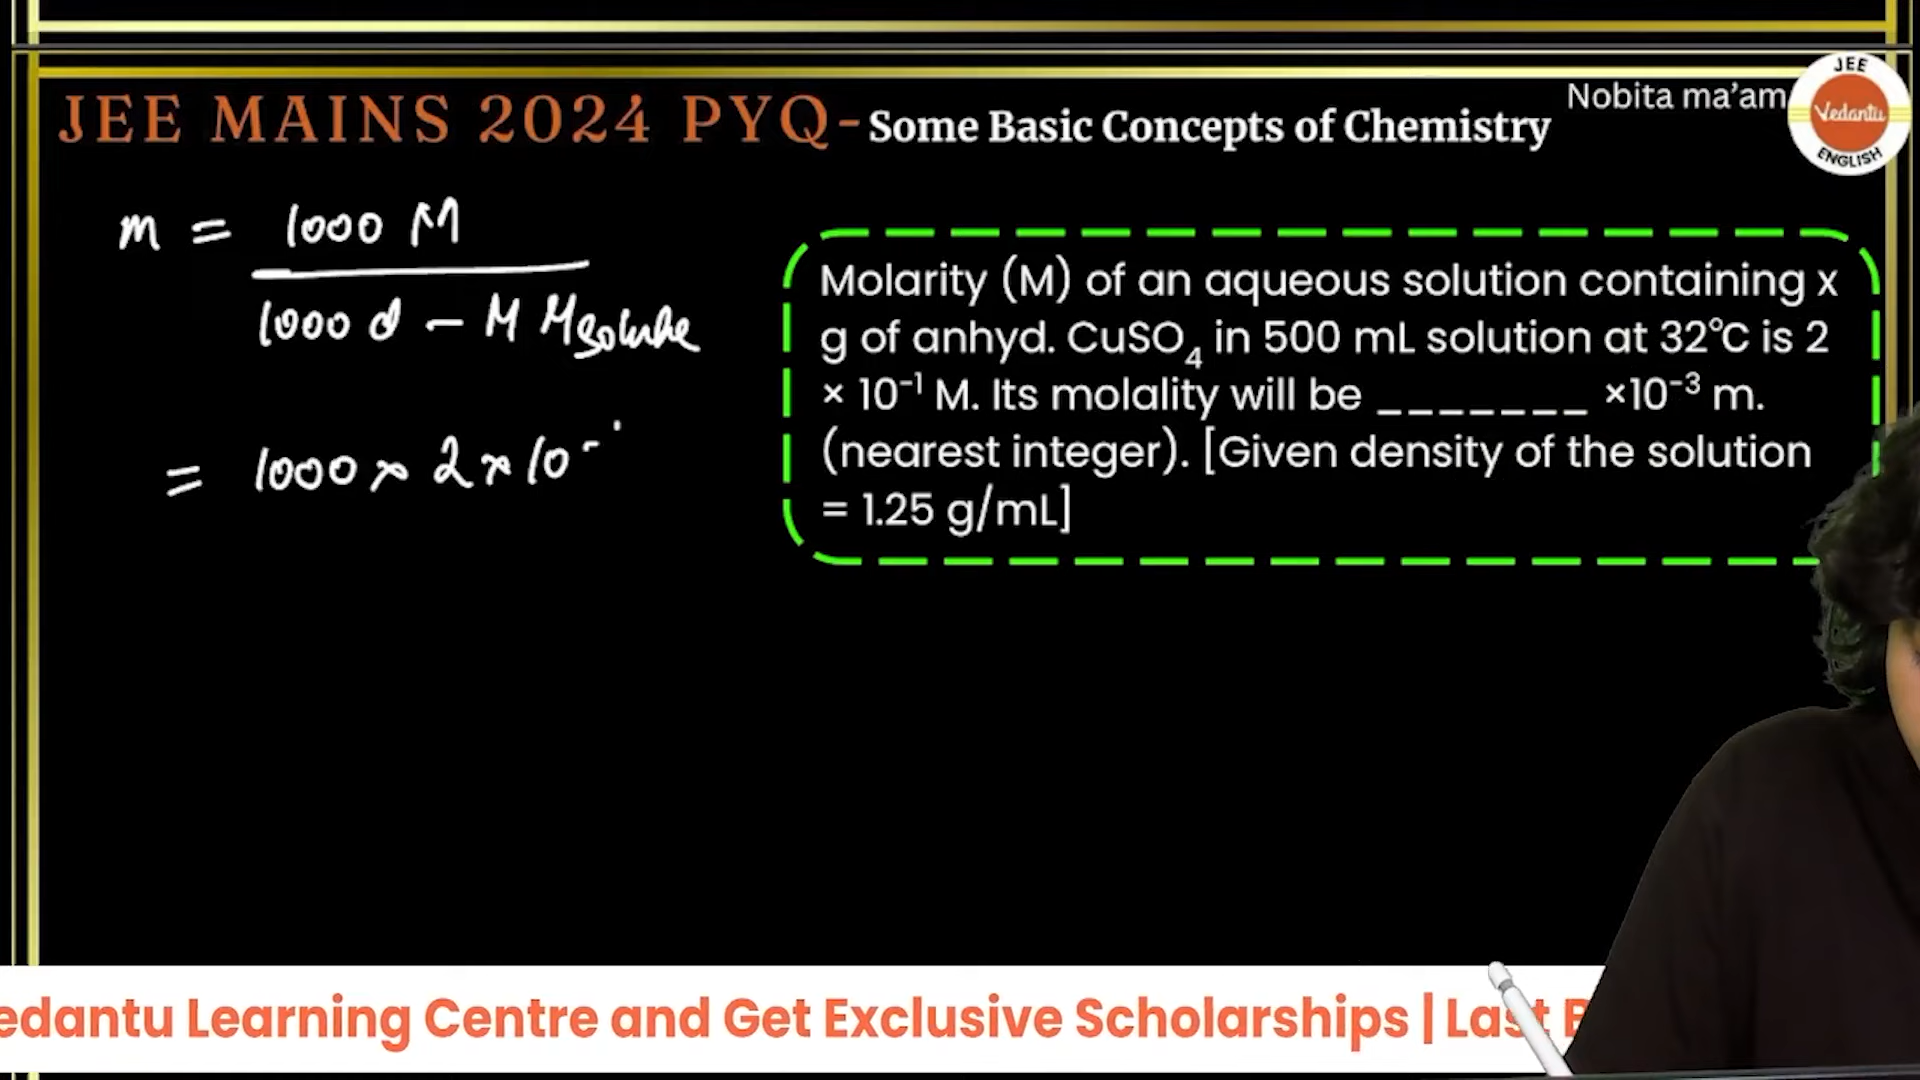 JEE MAINS 2024 PYQ- Some Basic Concepts of Chemistry
Nobita ma’am
JEE
Vedantu
ENGLISH
m = 1000 M
1000 d - M Msolute
= 1000 × 2 × 10⁻¹
Molarity (M) of an aqueous solution containing x
g of anhyd. CuSO₄ in 500 mL solution at 32°C is 2
× 10⁻¹ M. Its molality will be _______ ×10⁻³ m.
(nearest integer). [Given density of the solution
= 1.25 g/mL]
edantu Learning Centre and Get Exclusive Scholarships | Last